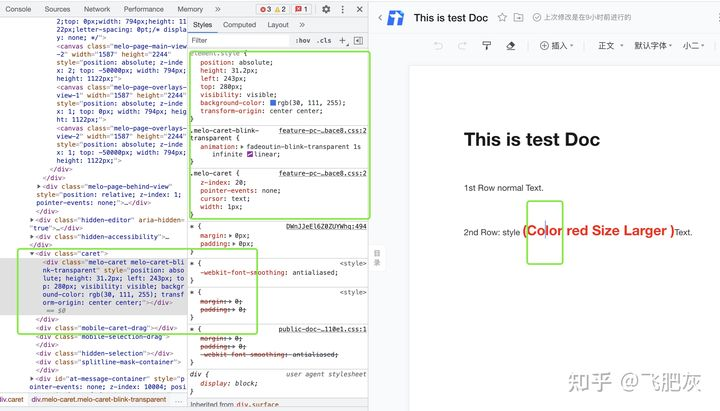 Console Sources Network Performance Memory » 3 2 1
2; top: 0px;width: 794px;height: 11
22px;letter-spacing: 0pt;/* displa
y: none; */>
<canvas class="melo-page-main-view
-2" width="1587" height="2244"
style="position: absolute; z-inde
x: 2; top: -50000px; width: 794px;
height: 1122px;">
<canvas class="melo-page-overlays-
view-1" width="1587" height="2244"
style="position: absolute; z-inde
x: 1; top: 0px; width: 794px; heig
ht: 1122px;">
<canvas class="melo-page-overlays-
view-2" width="1587" height="2244"
style="position: absolute; z-inde
x: 1; top: -50000px; width: 794px;
height: 1122px;">
</div>
</div>
<div class="melo-page-behind-view"
style="position: relative; z-index: 1;
pointer-events: none;">…</div>
<div class="hidden-editor" aria-hidden=
"true">…</div>
<div class="hidden-accessibility">…
</div>
<div class="caret">
<div class="melo-caret melo-caret-bl
ink-transparent" style="position: abs
olute; height: 31.2px; left: 243px; to
p: 280px; visibility: visible; backgr
ound-color: rgb(30, 111, 255); transf
orm-origin: center center;"></div>
== $0
</div>
<div class="mobile-caret-drag"></div>
<div class="mobile-selection-drag">
</div>
<div class="hidden-selection"></div>
<div class="splitline-mask-container">
</div>
<div id="at-message-container" style="p
ointer-events: none; z-index: 10004; pos
div.caret div.melo-caret.melo-caret-blink-transparent ...
Styles Computed Layout »
Filter :hov .cls +
element.style {
position: absolute;
height: 31.2px;
left: 243px;
top: 280px;
visibility: visible;
background-color: rgb(30, 111, 255);
transform-origin: center center;
}
.melo-caret-blink- feature-pc-…bace8.css:2
transparent {
animation: fadeoutin-blink-transparent 1s
infinite linear;
}
.melo-caret { feature-pc-…bace8.css:2
z-index: 20;
pointer-events: none;
cursor: text;
width: 1px;
}
* { DWnJJeEl6Z0ZUYWhq:494
margin: 0px;
padding: 0px;
}
* { <style>
-webkit-font-smoothing: antialiased;
}
* { <style>
margin: 0;
padding: 0;
}
* { public-doc-…110e1.css:1
margin: 0;
padding: 0;
-webkit-font-smoothing: antialiased;
}
div { user agent stylesheet
display: block;
}
Inherited from div.surface
This is test Doc 上次修改是在9小时前进行的
插入 正文 默认字体 小二
目录
This is test Doc
1st Row normal Text.
2nd Row: style (Color red Size Larger )Text.
知乎 @飞肥灰